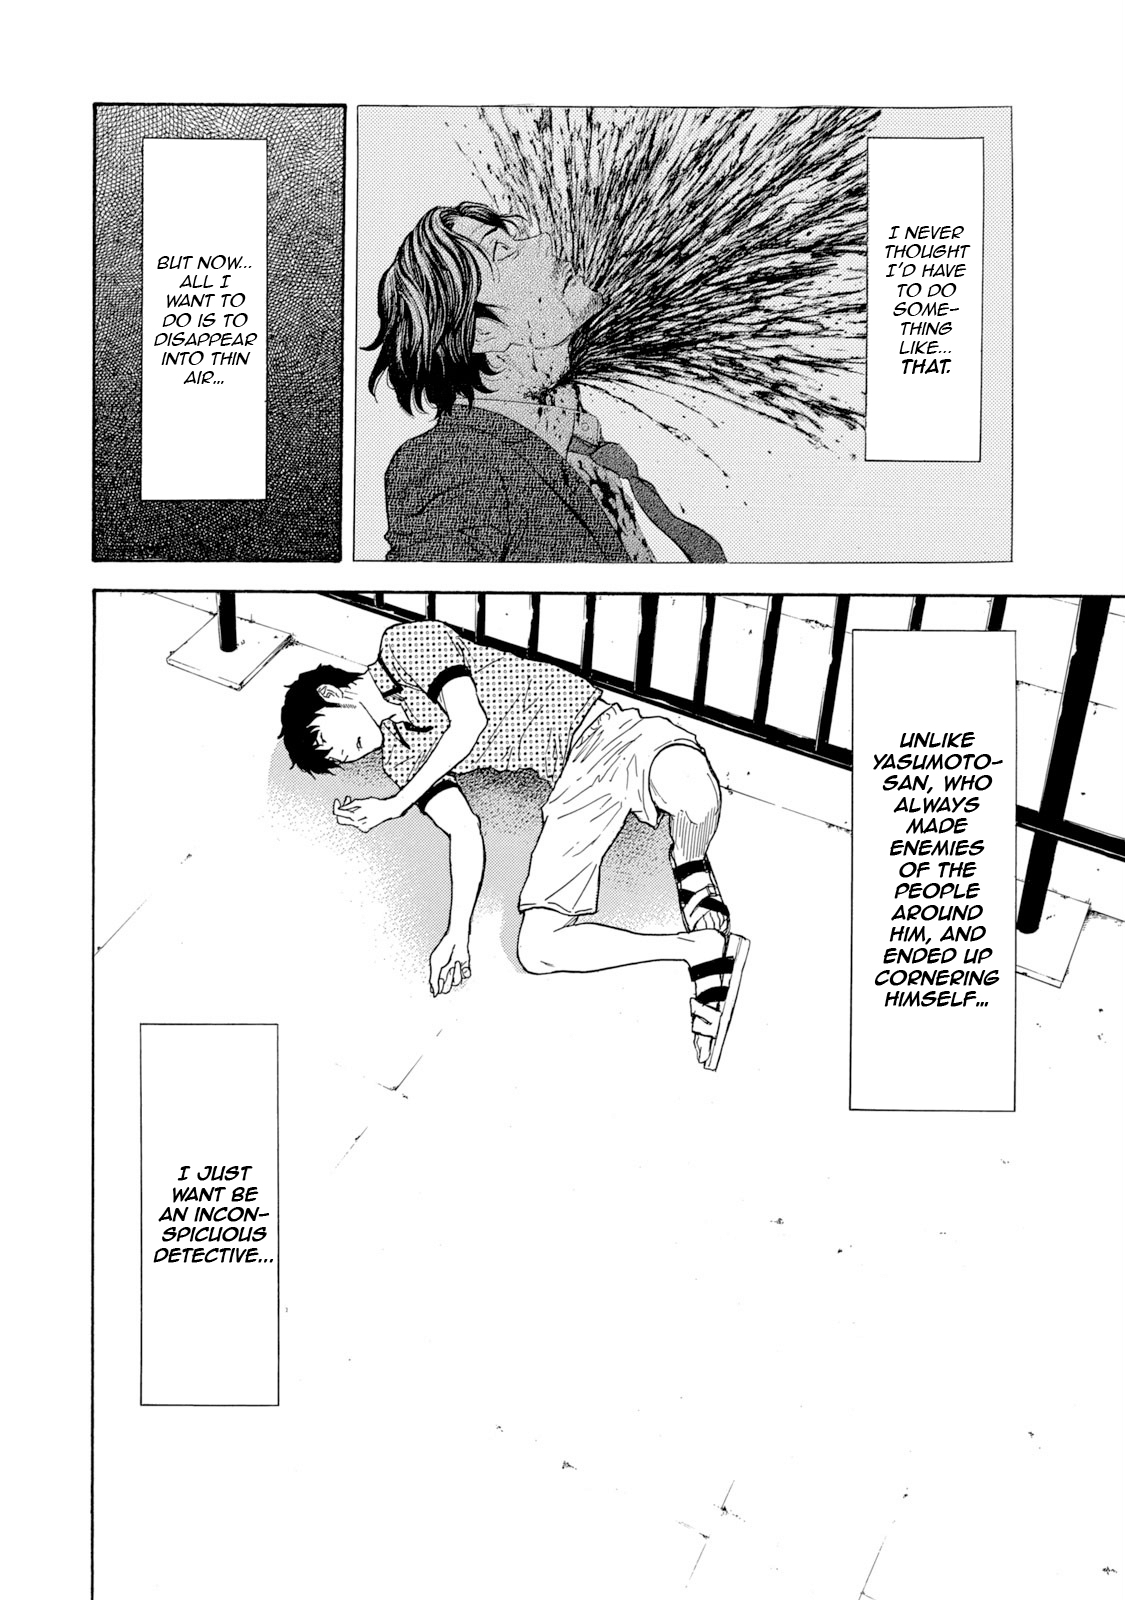 I NEVER
THOUGHT
I'D HAVE
TO DO
SOME-
THING
LIKE...
THAT.
BUT NOW...
ALL I
WANT TO
DO IS TO
DISAPPEAR
INTO THIN
AIR...
UNLIKE
YASUMOTO-
SAN, WHO
ALWAYS
MADE
ENEMIES
OF THE
PEOPLE
AROUND
HIM, AND
ENDED UP
CORNERING
HIMSELF...
I JUST
WANT BE
AN INCON-
SPICUOUS
DETECTIVE...